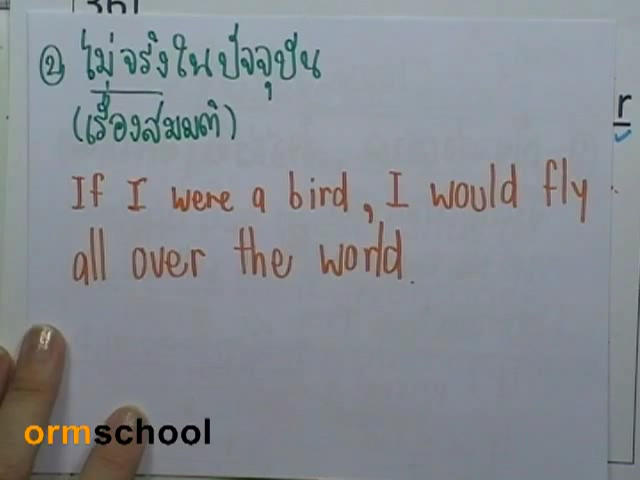 ② ไม่จริงในปัจจุบัน
(เรื่องสมมติ)
If I were a bird, I would fly
all over the world.
ormschool